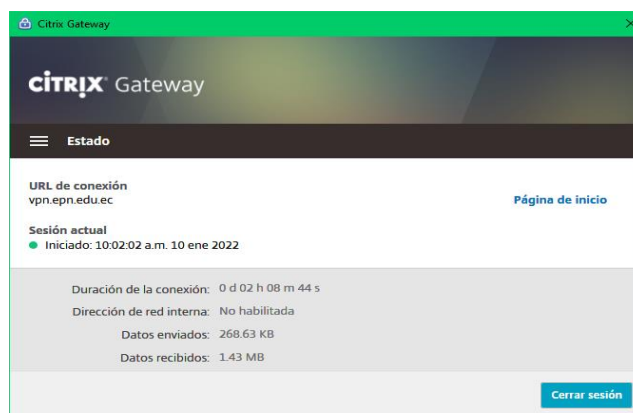 Citrix Gateway
citrix Gateway
Estado
URL de conexión
vpn.epn.edu.ec
Página de inicio
Sesión actual
Iniciado: 10:02:02 a.m. 10 ene 2022
Duración de la conexión: 0 d 02 h 08 m 44 s
Dirección de red interna: No habilitada
Datos enviados: 268.63 KB
Datos recibidos: 1.43 MB
Cerrar sesión